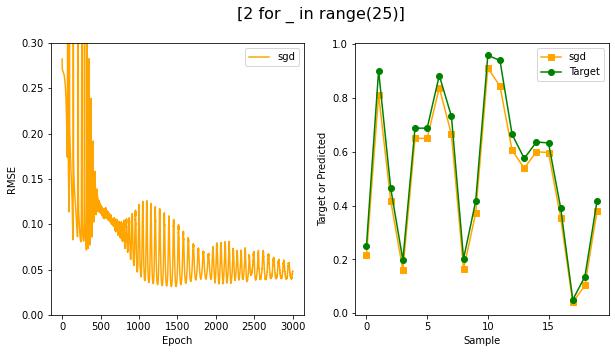 [2 for _ in range(25)]
0.30
0.25
0.20
0.15
0.10
0.05
0.00
RMSE
0 500 1000 1500 2000 2500 3000
Epoch
sgd
1.0
0.8
0.6
0.4
0.2
0.0
Target or Predicted
0 5 10 15
Sample
sgd
Target